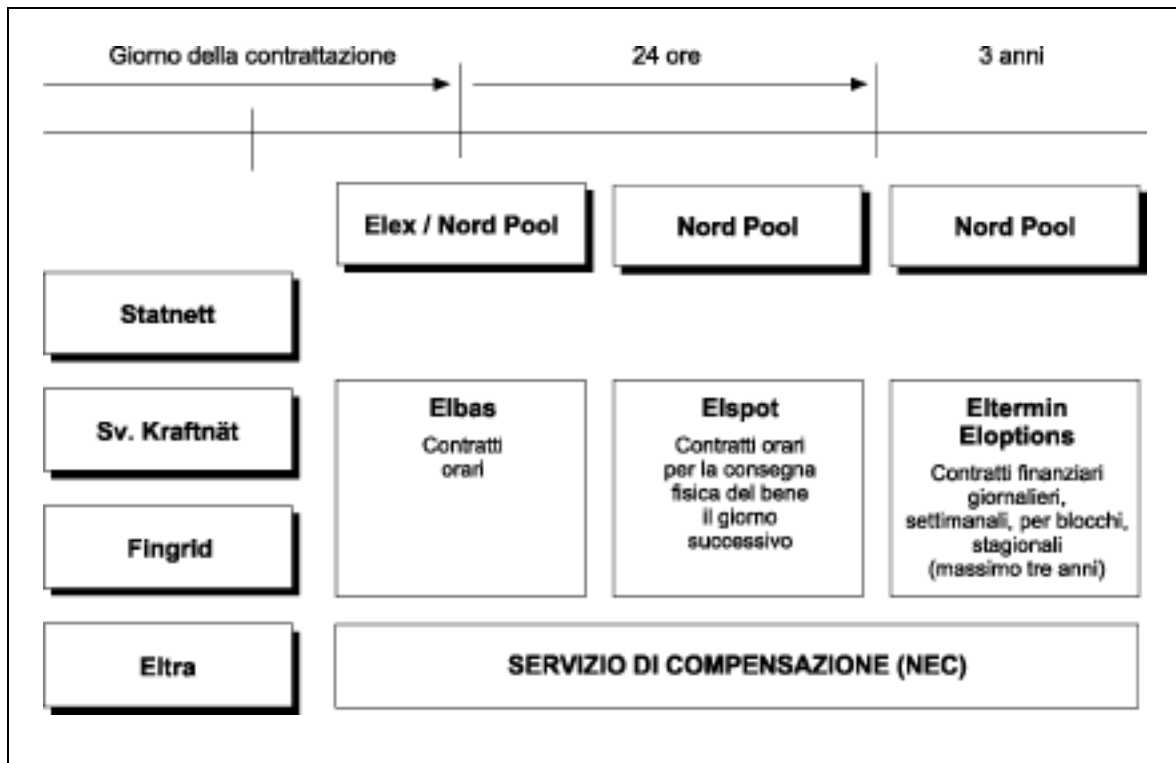 Giorno della contrattazione
24 ore
3 anni
Elex / Nord Pool
Nord Pool
Nord Pool
Statnett
Sv. Kraftnät
Fingrid
Eltra
Elbas
Contratti
orari
Elspot
Contratti orari
per la consegna
fisica del bene
il giorno
successivo
Eltermin
Eloptions
Contratti finanziari
giornalieri,
settimanali, per blocchi,
stagionali
(massimo tre anni)
SERVIZIO DI COMPENSAZIONE (NEC)